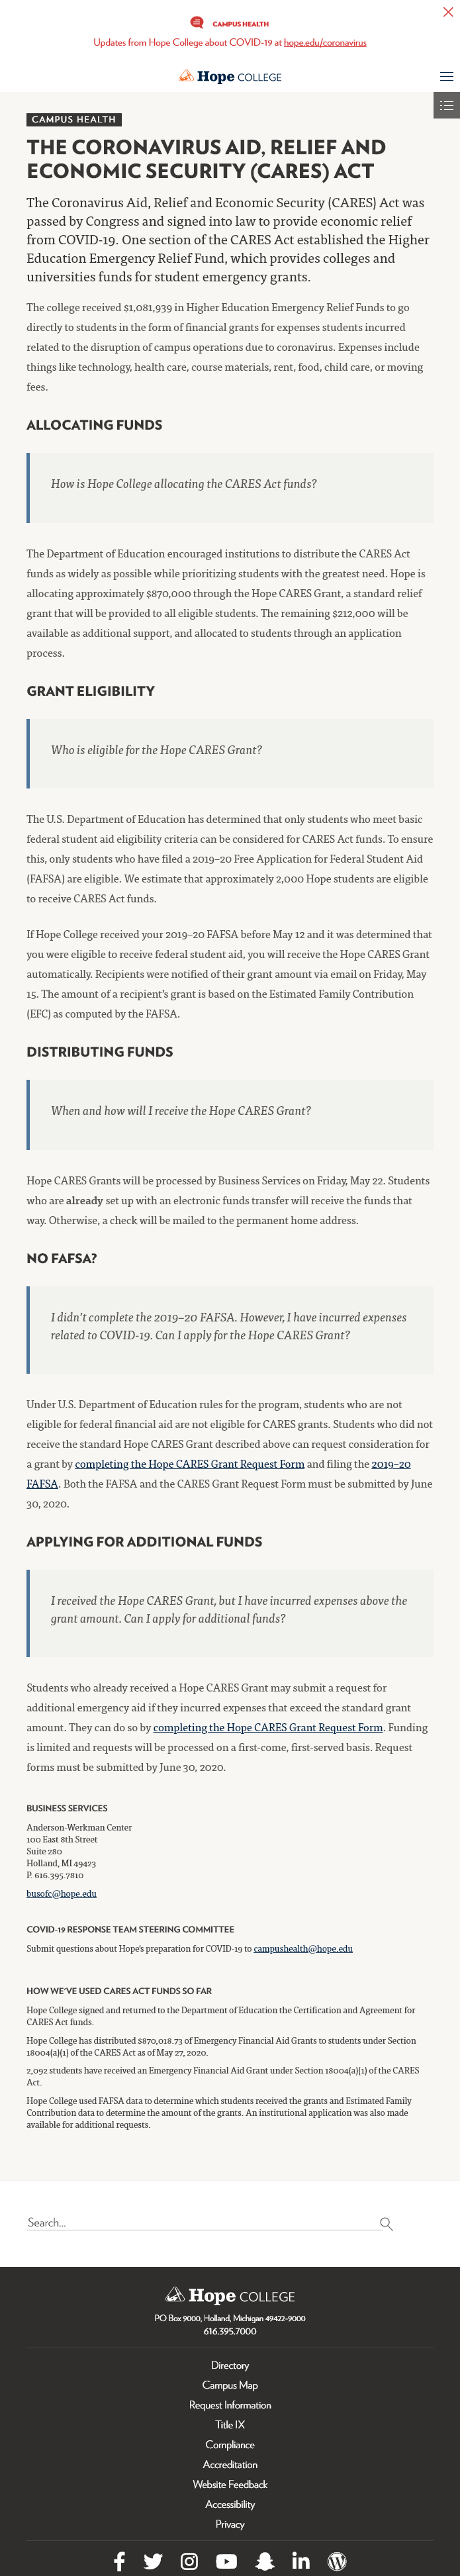 CAMPUS HEALTH
Updates from Hope College about COVID-19 at hope.edu/coronavirus
Hope COLLEGE
CAMPUS HEALTH
THE CORONAVIRUS AID, RELIEF AND
ECONOMIC SECURITY (CARES) ACT
The Coronavirus Aid, Relief and Economic Security (CARES) Act was
passed by Congress and signed into law to provide economic relief
from COVID-19. One section of the CARES Act established the Higher
Education Emergency Relief Fund, which provides colleges and
universities funds for student emergency grants.
The college received $1,081,939 in Higher Education Emergency Relief Funds to go
directly to students in the form of financial grants for expenses students incurred
related to the disruption of campus operations due to coronavirus. Expenses include
things like technology, health care, course materials, rent, food, child care, or moving
fees.
ALLOCATING FUNDS
How is Hope College allocating the CARES Act funds?
The Department of Education encouraged institutions to distribute the CARES Act
funds as widely as possible while prioritizing students with the greatest need. Hope is
allocating approximately $870,000 through the Hope CARES Grant, a standard relief
grant that will be provided to all eligible students. The remaining $212,000 will be
available as additional support, and allocated to students through an application
process.
GRANT ELIGIBILITY
Who is eligible for the Hope CARES Grant?
The U.S. Department of Education has determined that only students who meet basic
federal student aid eligibility criteria can be considered for CARES Act funds. To ensure
this, only students who have filed a 2019–20 Free Application for Federal Student Aid
(FAFSA) are eligible. We estimate that approximately 2,000 Hope students are eligible
to receive CARES Act funds.
If Hope College received your 2019–20 FAFSA before May 12 and it was determined that
you were eligible to receive federal student aid, you will receive the Hope CARES Grant
automatically. Recipients were notified of their grant amount via email on Friday, May
15. The amount of a recipient's grant is based on the Estimated Family Contribution
(EFC) as computed by the FAFSA.
DISTRIBUTING FUNDS
When and how will I receive the Hope CARES Grant?
Hope CARES Grants will be processed by Business Services on Friday, May 22. Students
who are already set up with an electronic funds transfer will receive the funds that
way. Otherwise, a check will be mailed to the permanent home address.
NO FAFSA?
I didn't complete the 2019–20 FAFSA. However, I have incurred expenses
related to COVID-19. Can I apply for the Hope CARES Grant?
Under U.S. Department of Education rules for the program, students who are not
eligible for federal financial aid are not eligible for CARES grants. Students who did not
receive the standard Hope CARES Grant described above can request consideration for
a grant by completing the Hope CARES Grant Request Form and filing the 2019–20
FAFSA. Both the FAFSA and the CARES Grant Request Form must be submitted by June
30, 2020.
APPLYING FOR ADDITIONAL FUNDS
I received the Hope CARES Grant, but I have incurred expenses above the
grant amount. Can I apply for additional funds?
Students who already received a Hope CARES Grant may submit a request for
additional emergency aid if they incurred expenses that exceed the standard grant
amount. They can do so by completing the Hope CARES Grant Request Form. Funding
is limited and requests will be processed on a first-come, first-served basis. Request
forms must be submitted by June 30, 2020.
BUSINESS SERVICES
Anderson-Werkman Center
100 East 8th Street
Suite 280
Holland, MI 49423
P. 616.395.7810
busofc@hope.edu
COVID-19 RESPONSE TEAM STEERING COMMITTEE
Submit questions about Hope's preparation for COVID-19 to campushealth@hope.edu
HOW WE'VE USED CARES ACT FUNDS SO FAR
Hope College signed and returned to the Department of Education the Certification and Agreement for
CARES Act funds.
Hope College has distributed $870,018.73 of Emergency Financial Aid Grants to students under Section
18004(a)(1) of the CARES Act as of May 27, 2020.
2,092 students have received an Emergency Financial Aid Grant under Section 18004(a)(1) of the CARES
Act.
Hope College used FAFSA data to determine which students received the grants and Estimated Family
Contribution data to determine the amount of the grants. An institutional application was also made
available for additional requests.
Search...
Hope COLLEGE
PO Box 9000, Holland, Michigan 49422-9000
616.395.7000
Directory
Campus Map
Request Information
Title IX
Compliance
Accreditation
Website Feedback
Accessibility
Privacy